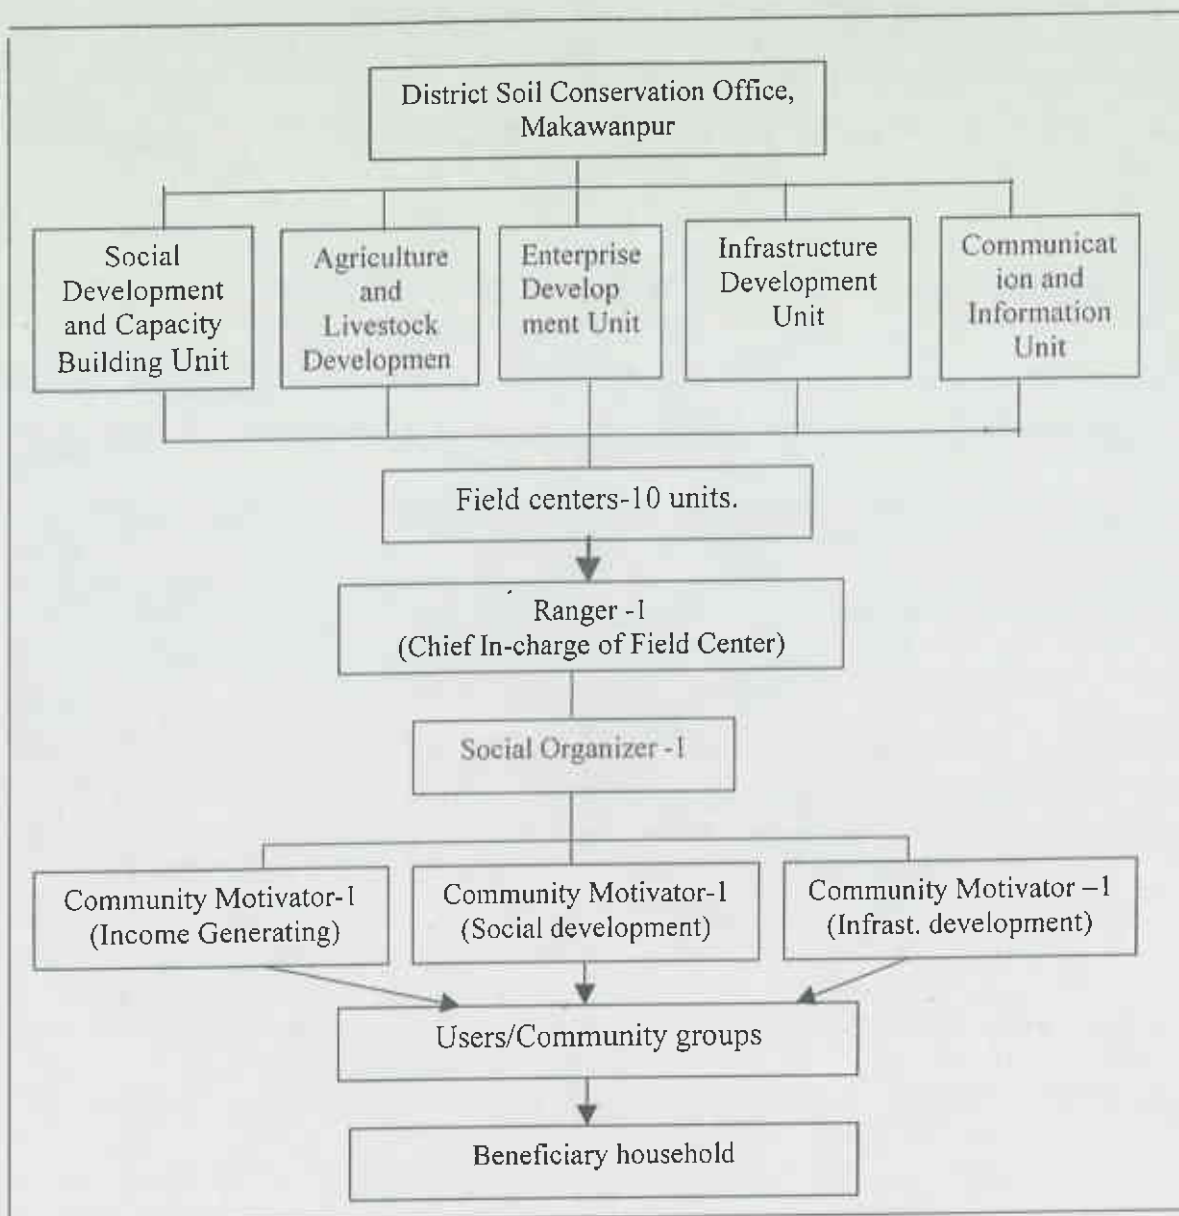 District Soil Conservation Office,
Makawanpur
Social
Development
and Capacity
Building Unit
Agriculture
and
Livestock
Developmen
Enterprise
Develop
ment Unit
Infrastructure
Development
Unit
Communicat
ion and
Information
Unit
Field centers-10 units.
Ranger -1
(Chief In-charge of Field Center)
Social Organizer -1
Community Motivator-1
(Income Generating)
Community Motivator-1
(Social development)
Community Motivator –1
(Infrast. development)
Users/Community groups
Beneficiary household